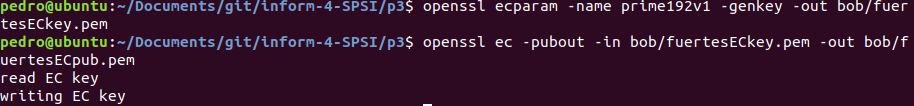 pedro@ubuntu:~/Documents/git/inform-4-SPSI/p3$ openssl ecparam -name prime192v1 -genkey -out bob/fuer
tesECkey.pem
pedro@ubuntu:~/Documents/git/inform-4-SPSI/p3$ openssl ec -pubout -in bob/fuertesECkey.pem -out bob/f
uertesECpub.pem
read EC key
writing EC key